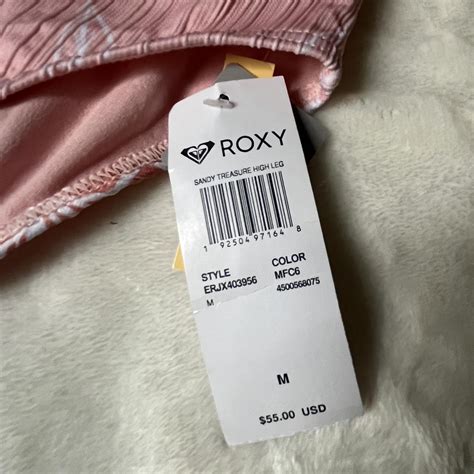 ROXY
SANDY TREASURE HIGH LEG
1 92504 97164 8
STYLE COLOR
ERJX403956 MFC6
M 4500568075
M
$55.00 USD